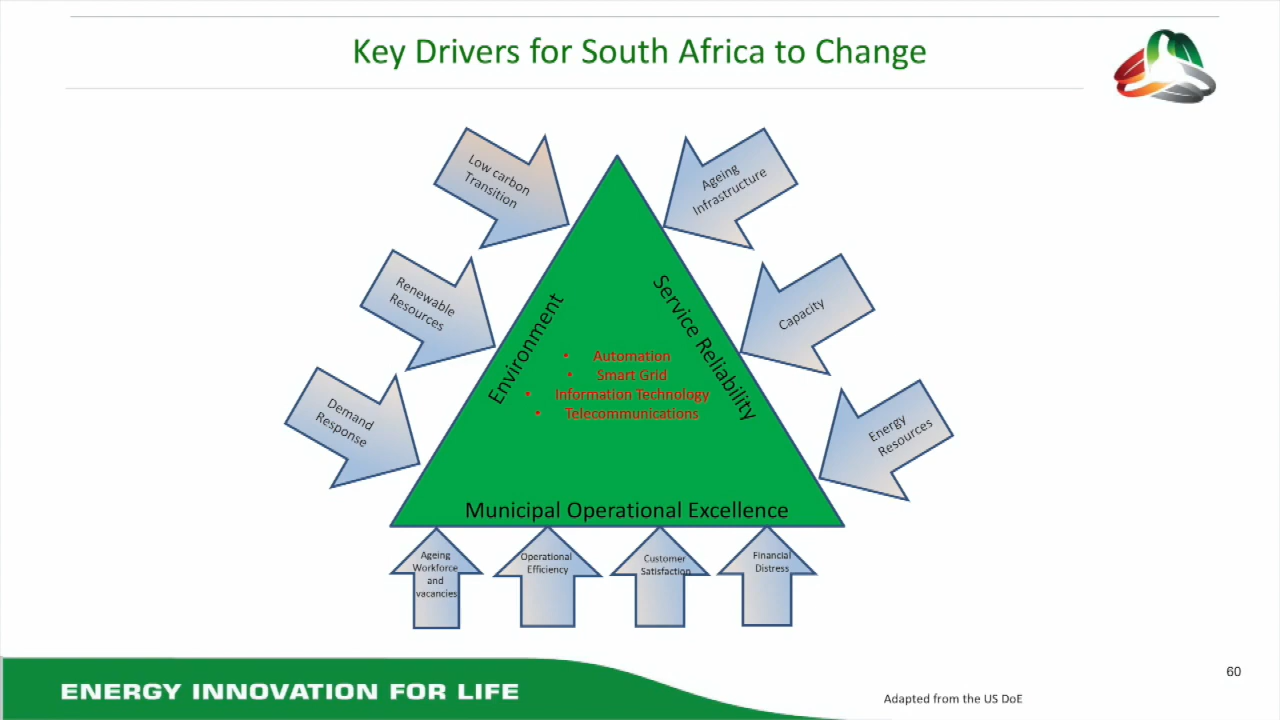 Key Drivers for South Africa to Change
Low carbon
Transition
Ageing
Infrastructure
Renewable
Resources
Capacity
Demand
Response
Energy
Resources
Environment
Service Reliability
• Automation
• Smart Grid
• Information Technology
• Telecommunications
Municipal Operational Excellence
Ageing
Workforce
and
vacancies
Operational
Efficiency
Customer
Satisfaction
Financial
Distress
60
ENERGY INNOVATION FOR LIFE
Adapted from the US DoE